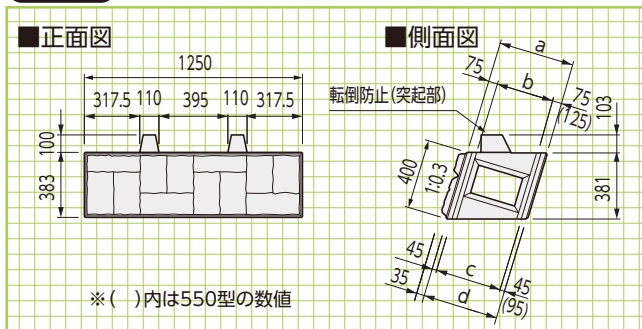 ■正面図
1250
317.5 110 395 110 317.5
100
383
※( )内は550型の数値
■側面図
a
75 b 75
(125)
103
転倒防止(突起部)
400
1:0.3
381
45 c 45
35 d (95)